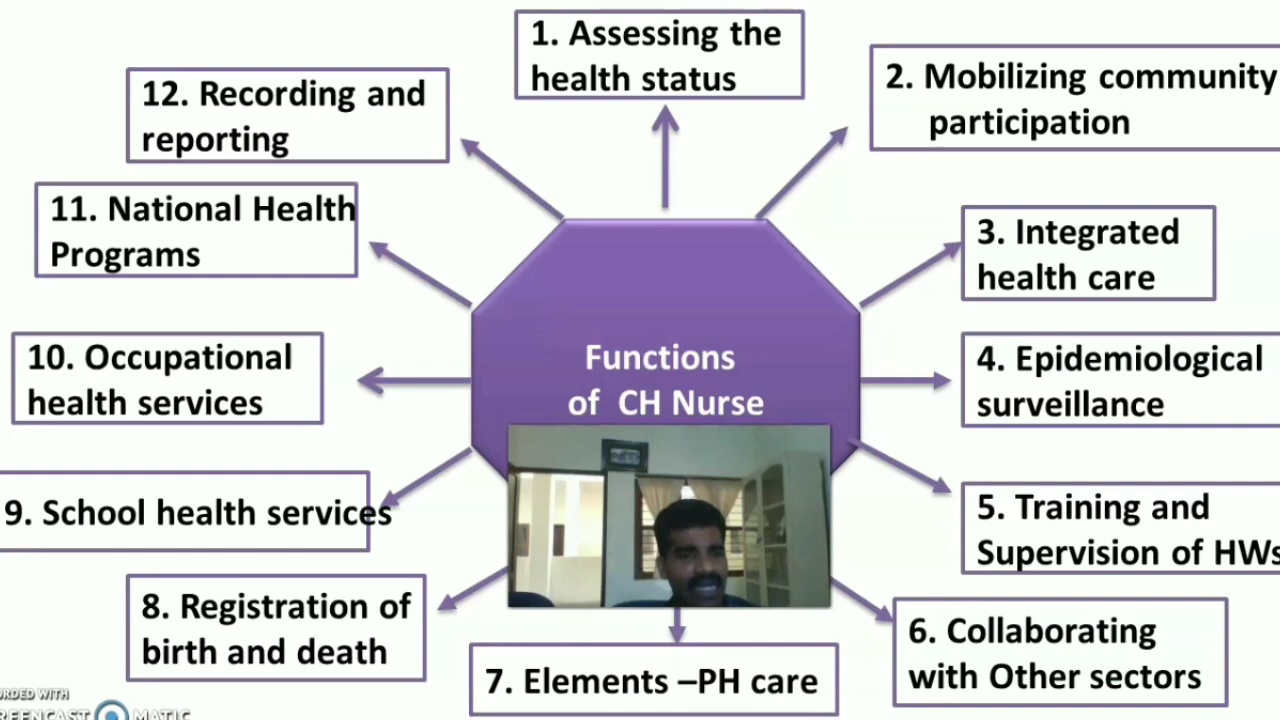 1. Assessing the
health status
2. Mobilizing community
participation
3. Integrated
health care
4. Epidemiological
surveillance
5. Training and
Supervision of HWs
6. Collaborating
with Other sectors
7. Elements –PH care
8. Registration of
birth and death
9. School health services
10. Occupational
health services
11. National Health
Programs
12. Recording and
reporting
Functions
of CH Nurse
WITH
MATIC